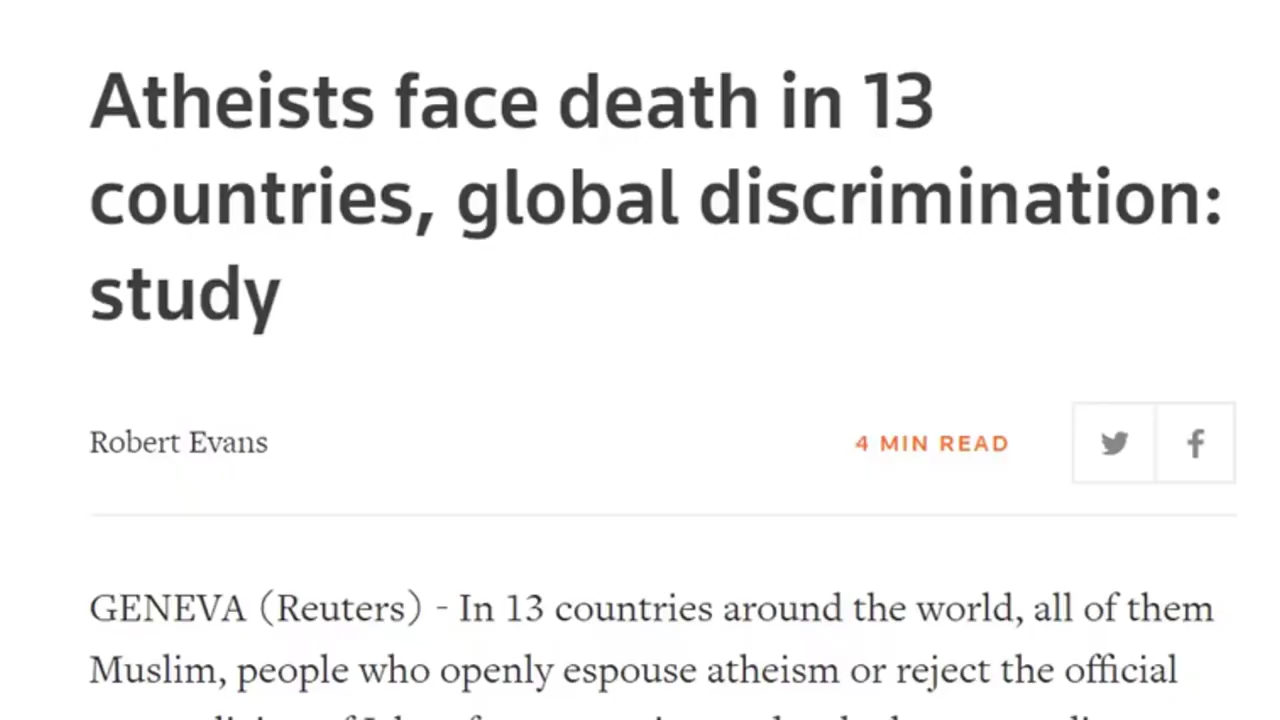 Atheists face death in 13
countries, global discrimination:
study
Robert Evans
4 MIN READ
GENEVA (Reuters) - In 13 countries around the world, all of them
Muslim, people who openly espouse atheism or reject the official